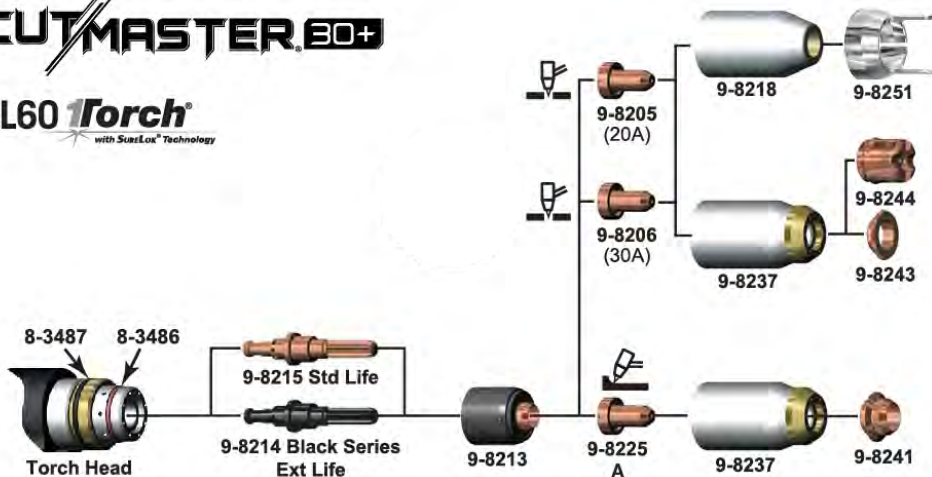 CUTMASTER® 30+
L60 1Torch®
with SureLok® Technology
9-8218
9-8251
9-8205
(20A)
9-8244
9-8206
(30A)
9-8237
9-8243
8-3487
8-3486
9-8215 Std Life
9-8214 Black Series
Ext Life
Torch Head
9-8213
9-8225
A
9-8237
9-8241